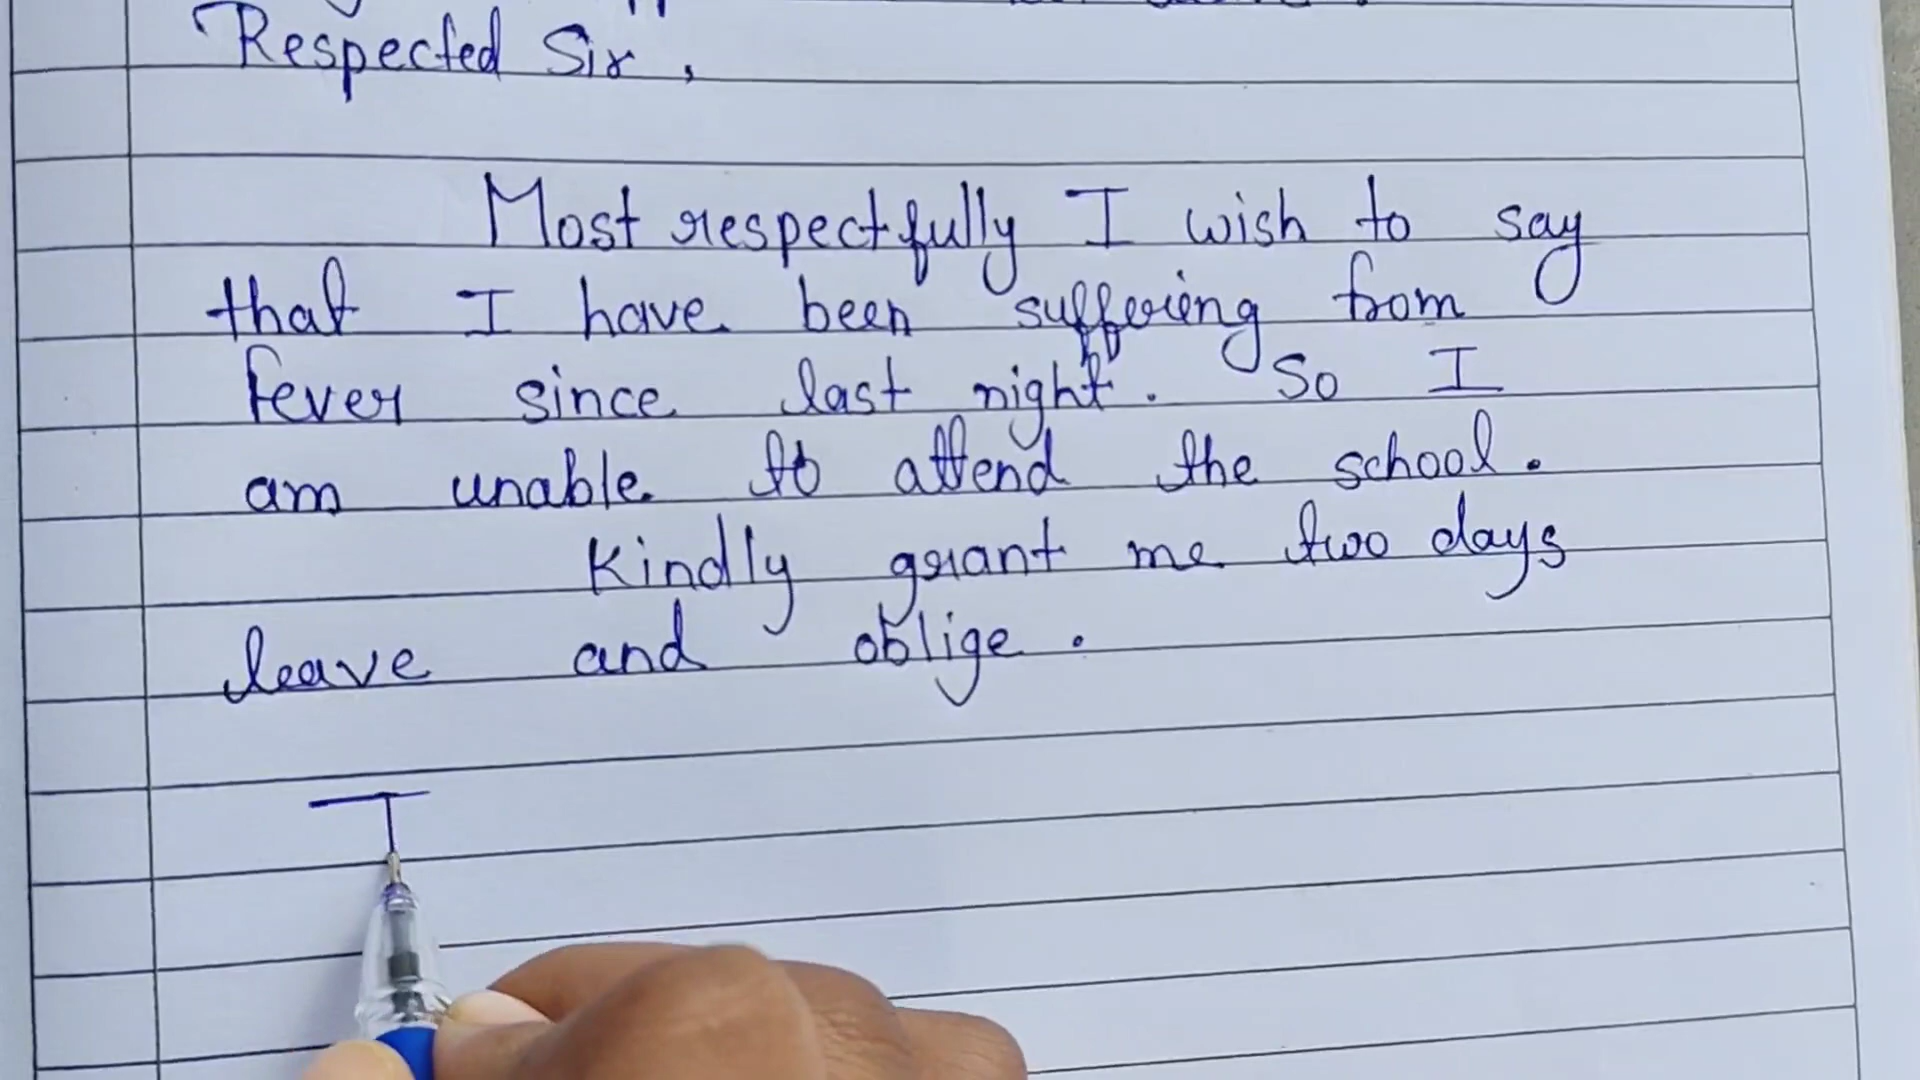 Respected Sir,
Most respectfully I wish to say
that I have been suffering from
fever since last night. So I
am unable to attend the school.
Kindly grant me two days
leave and oblige.
T